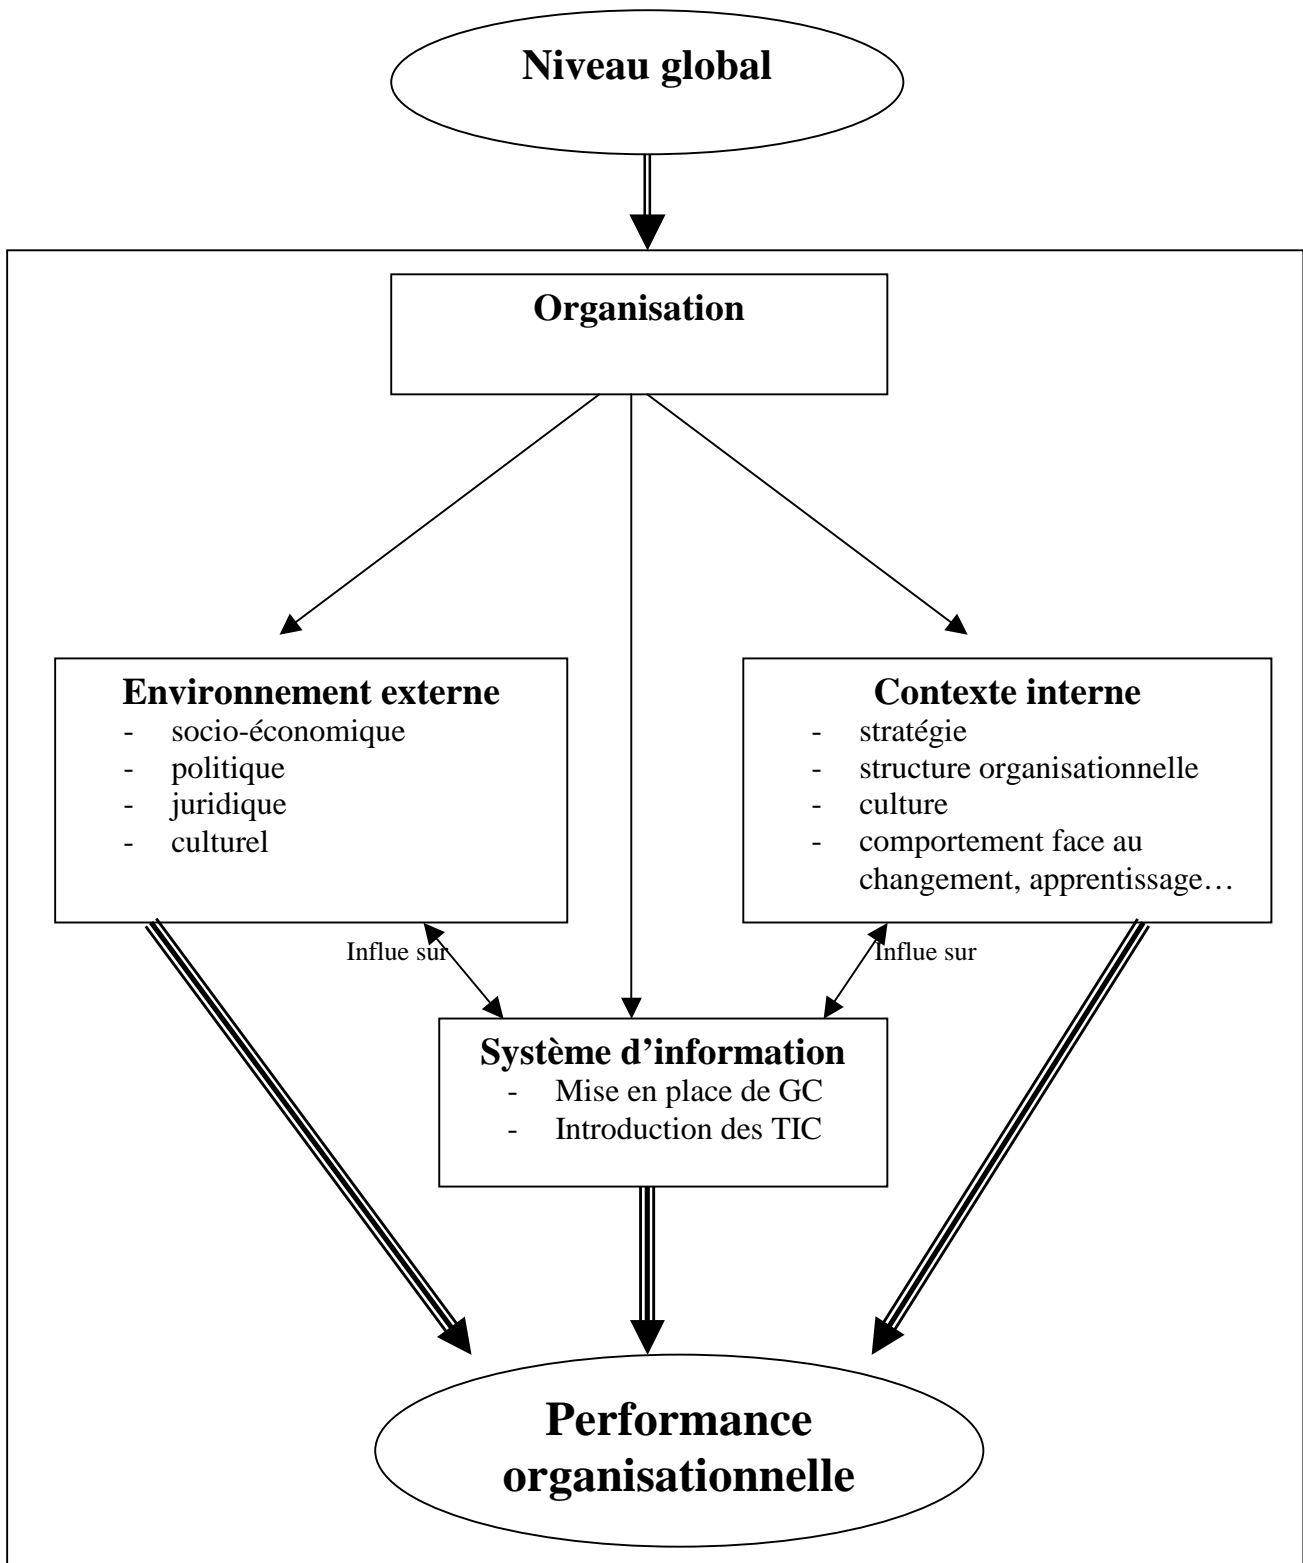 Niveau global
Organisation
Environnement externe
- socio-économique
- politique
- juridique
- culturel
Contexte interne
- stratégie
- structure organisationnelle
- culture
- comportement face au
changement, apprentissage…
Influe sur
Influe sur
Système d’information
- Mise en place de GC
- Introduction des TIC
Performance
organisationnelle